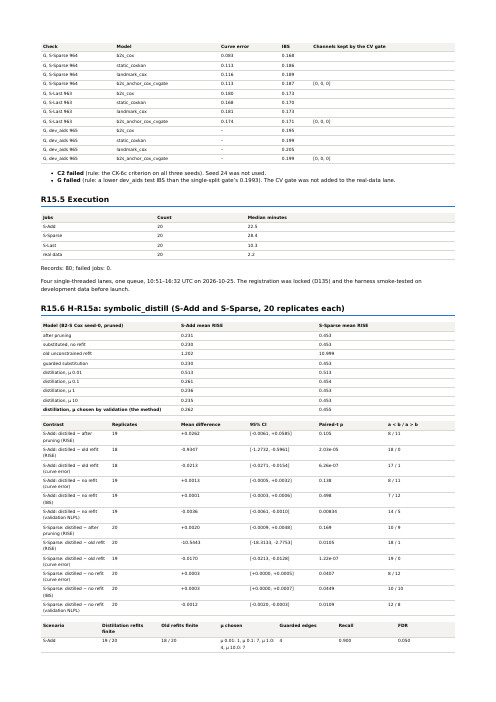 Check Model Curve error IBS Channels kept by the CV gate
G, S-Sparse 964 b2s_cox 0.083 0.168
G, S-Sparse 964 static_coxkan 0.113 0.186
G, S-Sparse 964 landmark_cox 0.116 0.189
G, S-Sparse 964 b2s_anchor_cox_cvgate 0.113 0.187 [0, 0, 0]
G, S-Last 963 b2s_cox 0.180 0.173
G, S-Last 963 static_coxkan 0.168 0.170
G, S-Last 963 landmark_cox 0.181 0.173
G, S-Last 963 b2s_anchor_cox_cvgate 0.174 0.171 [0, 0, 0]
G, dev_aids 965 b2s_cox – 0.195
G, dev_aids 965 static_coxkan – 0.199
G, dev_aids 965 landmark_cox – 0.205
G, dev_aids 965 b2s_anchor_cox_cvgate – 0.199 [0, 0, 0]
• C2 failed (rule: the CK-6c criterion on all three seeds). Seed 24 was not used.
• G failed (rule: a lower dev_aids test IBS than the single-split gate's 0.1993). The CV gate was not added to the real-data lane.
R15.5 Execution
Jobs Count Median minutes
S-Add 20 22.5
S-Sparse 20 28.4
S-Last 20 10.3
real data 20 2.2
Records: 80; failed jobs: 0.
Four single-threaded lanes, one queue, 10:51–16:32 UTC on 2026-10-25. The registration was locked (D135) and the harness smoke-tested on
development data before launch.
R15.6 H-R15a: symbolic_distill (S-Add and S-Sparse, 20 replicates each)
Model (B2-S Cox seed-0, pruned) S-Add mean RISE S-Sparse mean RISE
after pruning 0.231 0.453
substituted, no refit 0.230 0.453
old unconstrained refit 1.202 10.999
guarded substitution 0.230 0.453
distillation, μ 0.01 0.513 0.513
distillation, μ 0.1 0.261 0.454
distillation, μ 1 0.236 0.453
distillation, μ 10 0.235 0.453
distillation, μ chosen by validation (the method) 0.262 0.455
Contrast Replicates Mean difference 95% CI Paired-t p a < b / a > b
S-Add: distilled − after 19 +0.0262 [-0.0061, +0.0585] 0.105 8 / 11
pruning (RISE)
S-Add: distilled − old refit 18 -0.9347 [-1.2732, -0.5961] 2.03e-05 18 / 0
(RISE)
S-Add: distilled − old refit 18 -0.0213 [-0.0271, -0.0154] 6.26e-07 17 / 1
(curve error)
S-Add: distilled − no refit 19 +0.0013 [-0.0005, +0.0032] 0.138 8 / 11
(curve error)
S-Add: distilled − no refit 19 +0.0001 [-0.0003, +0.0006] 0.498 7 / 12
(IBS)
S-Add: distilled − no refit 19 -0.0036 [-0.0061, -0.0010] 0.00834 14 / 5
(validation NLPL)
S-Sparse: distilled − after 20 +0.0020 [-0.0009, +0.0048] 0.169 10 / 9
pruning (RISE)
S-Sparse: distilled − old refit 20 -10.5443 [-18.3133, -2.7753] 0.0105 18 / 1
(RISE)
S-Sparse: distilled − old refit 19 -0.0170 [-0.0213, -0.0128] 1.22e-07 19 / 0
(curve error)
S-Sparse: distilled − no refit 20 +0.0003 [+0.0000, +0.0005] 0.0407 8 / 12
(curve error)
S-Sparse: distilled − no refit 20 +0.0003 [+0.0000, +0.0007] 0.0449 10 / 10
(IBS)
S-Sparse: distilled − no refit 20 -0.0012 [-0.0020, -0.0003] 0.0109 12 / 8
(validation NLPL)
Scenario Distillation refits Old refits finite μ chosen Guarded edges Recall FDR
finite
S-Add 19 / 20 18 / 20 μ 0.01: 1, μ 0.1: 7, μ 1.0: 4 0.900 0.050
4, μ 10.0: 7